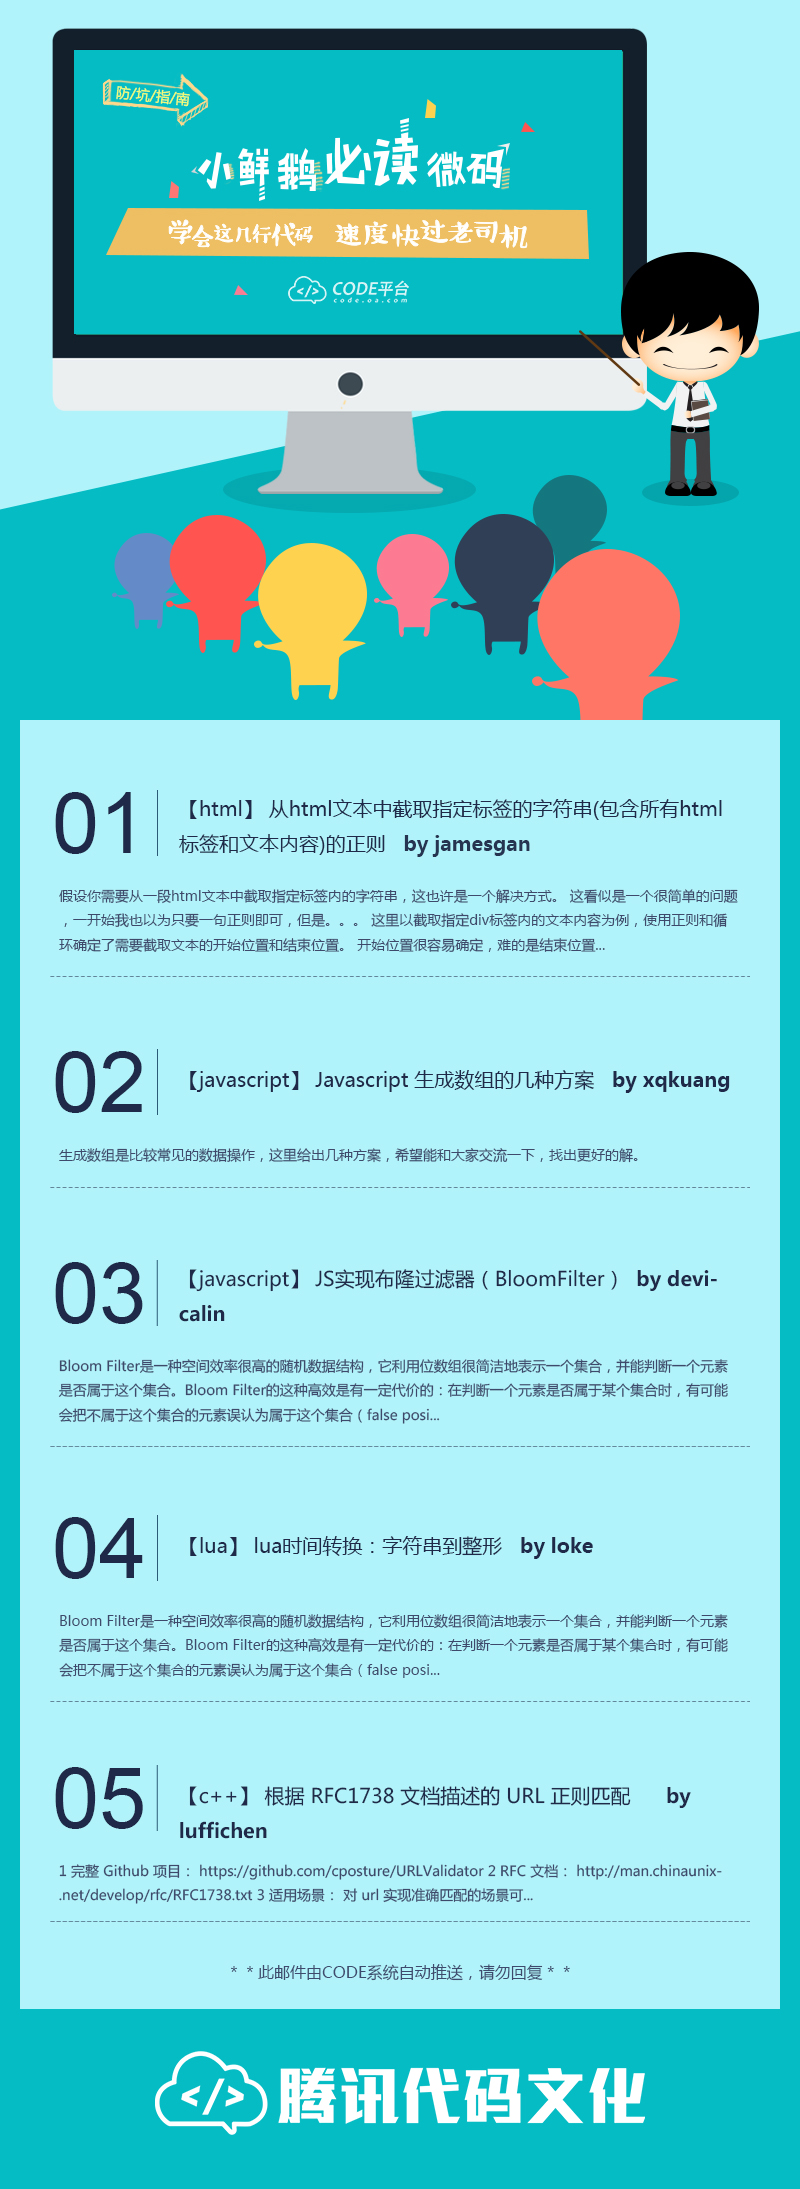 防/坑/指/南
小鲜鹅必读微码
学会这几行代码 速度快过老司机
</> CODE平台
code.oa.com
01
【html】 从html文本中截取指定标签的字符串(包含所有html
标签和文本内容)的正则 by jamesgan
假设你需要从一段html文本中截取指定标签内的字符串，这也许是一个解决方式。 这看似是一个很简单的问题
，一开始我也以为只要一句正则即可，但是。。。 这里以截取指定div标签内的文本内容为例，使用正则和循
环确定了需要截取文本的开始位置和结束位置。 开始位置很容易确定，难的是结束位置...
02
【javascript】 Javascript 生成数组的几种方案 by xqkuang
生成数组是比较常见的数据操作，这里给出几种方案，希望能和大家交流一下，找出更好的解。
03
【javascript】 JS实现布隆过滤器（BloomFilter） by devi-
calin
Bloom Filter是一种空间效率很高的随机数据结构，它利用位数组很简洁地表示一个集合，并能判断一个元素
是否属于这个集合。Bloom Filter的这种高效是有一定代价的：在判断一个元素是否属于某个集合时，有可能
会把不属于这个集合的元素误认为属于这个集合（false posi...
04
【lua】 lua时间转换：字符串到整形 by loke
Bloom Filter是一种空间效率很高的随机数据结构，它利用位数组很简洁地表示一个集合，并能判断一个元素
是否属于这个集合。Bloom Filter的这种高效是有一定代价的：在判断一个元素是否属于某个集合时，有可能
会把不属于这个集合的元素误认为属于这个集合（false posi...
05
【c++】 根据 RFC1738 文档描述的 URL 正则匹配 by
luffichen
1 完整 Github 项目： https://github.com/cposture/URLValidator 2 RFC 文档： http://man.chinaunix-
.net/develop/rfc/RFC1738.txt 3 适用场景： 对 url 实现准确匹配的场景可...
* * 此邮件由CODE系统自动推送，请勿回复 * *
</> 腾讯代码文化